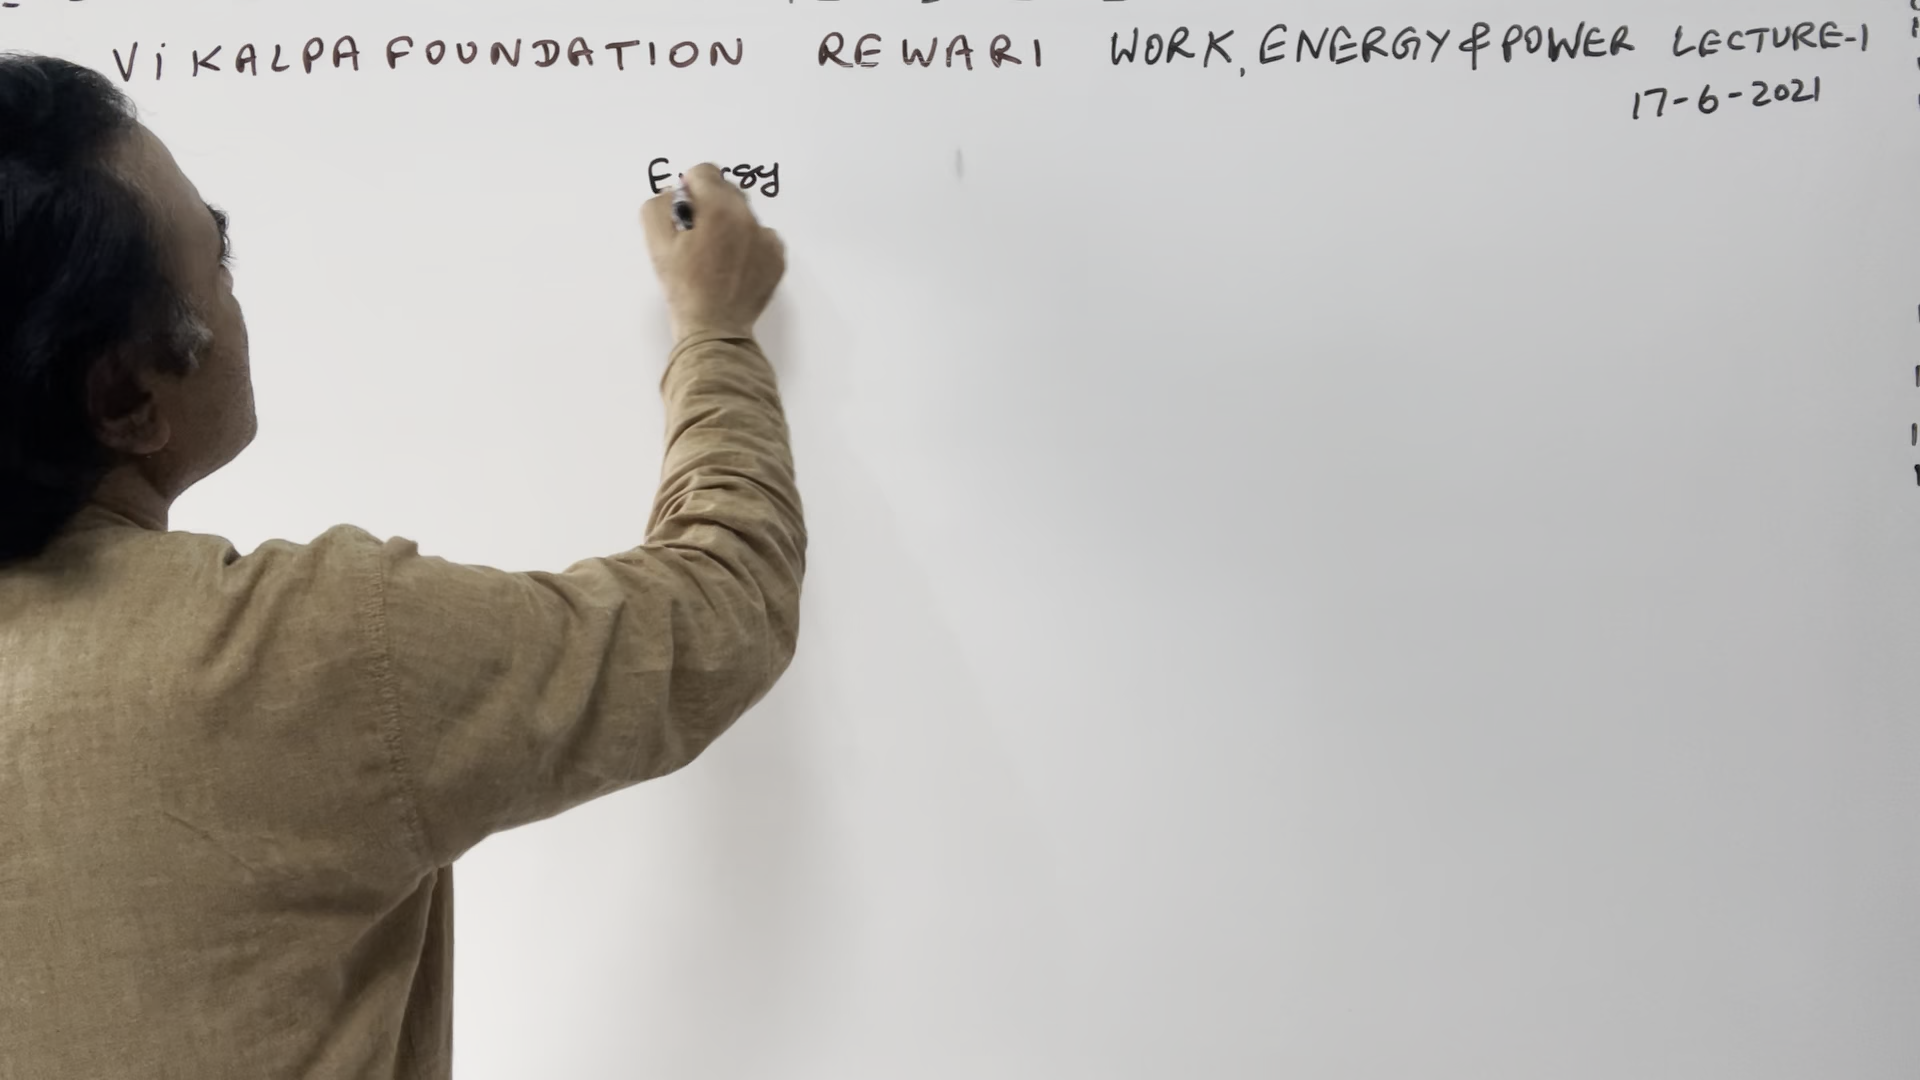 ViKALPA FOUNDATION REWARI WORK, ENERGY & POWER LECTURE-1
17-6-2021